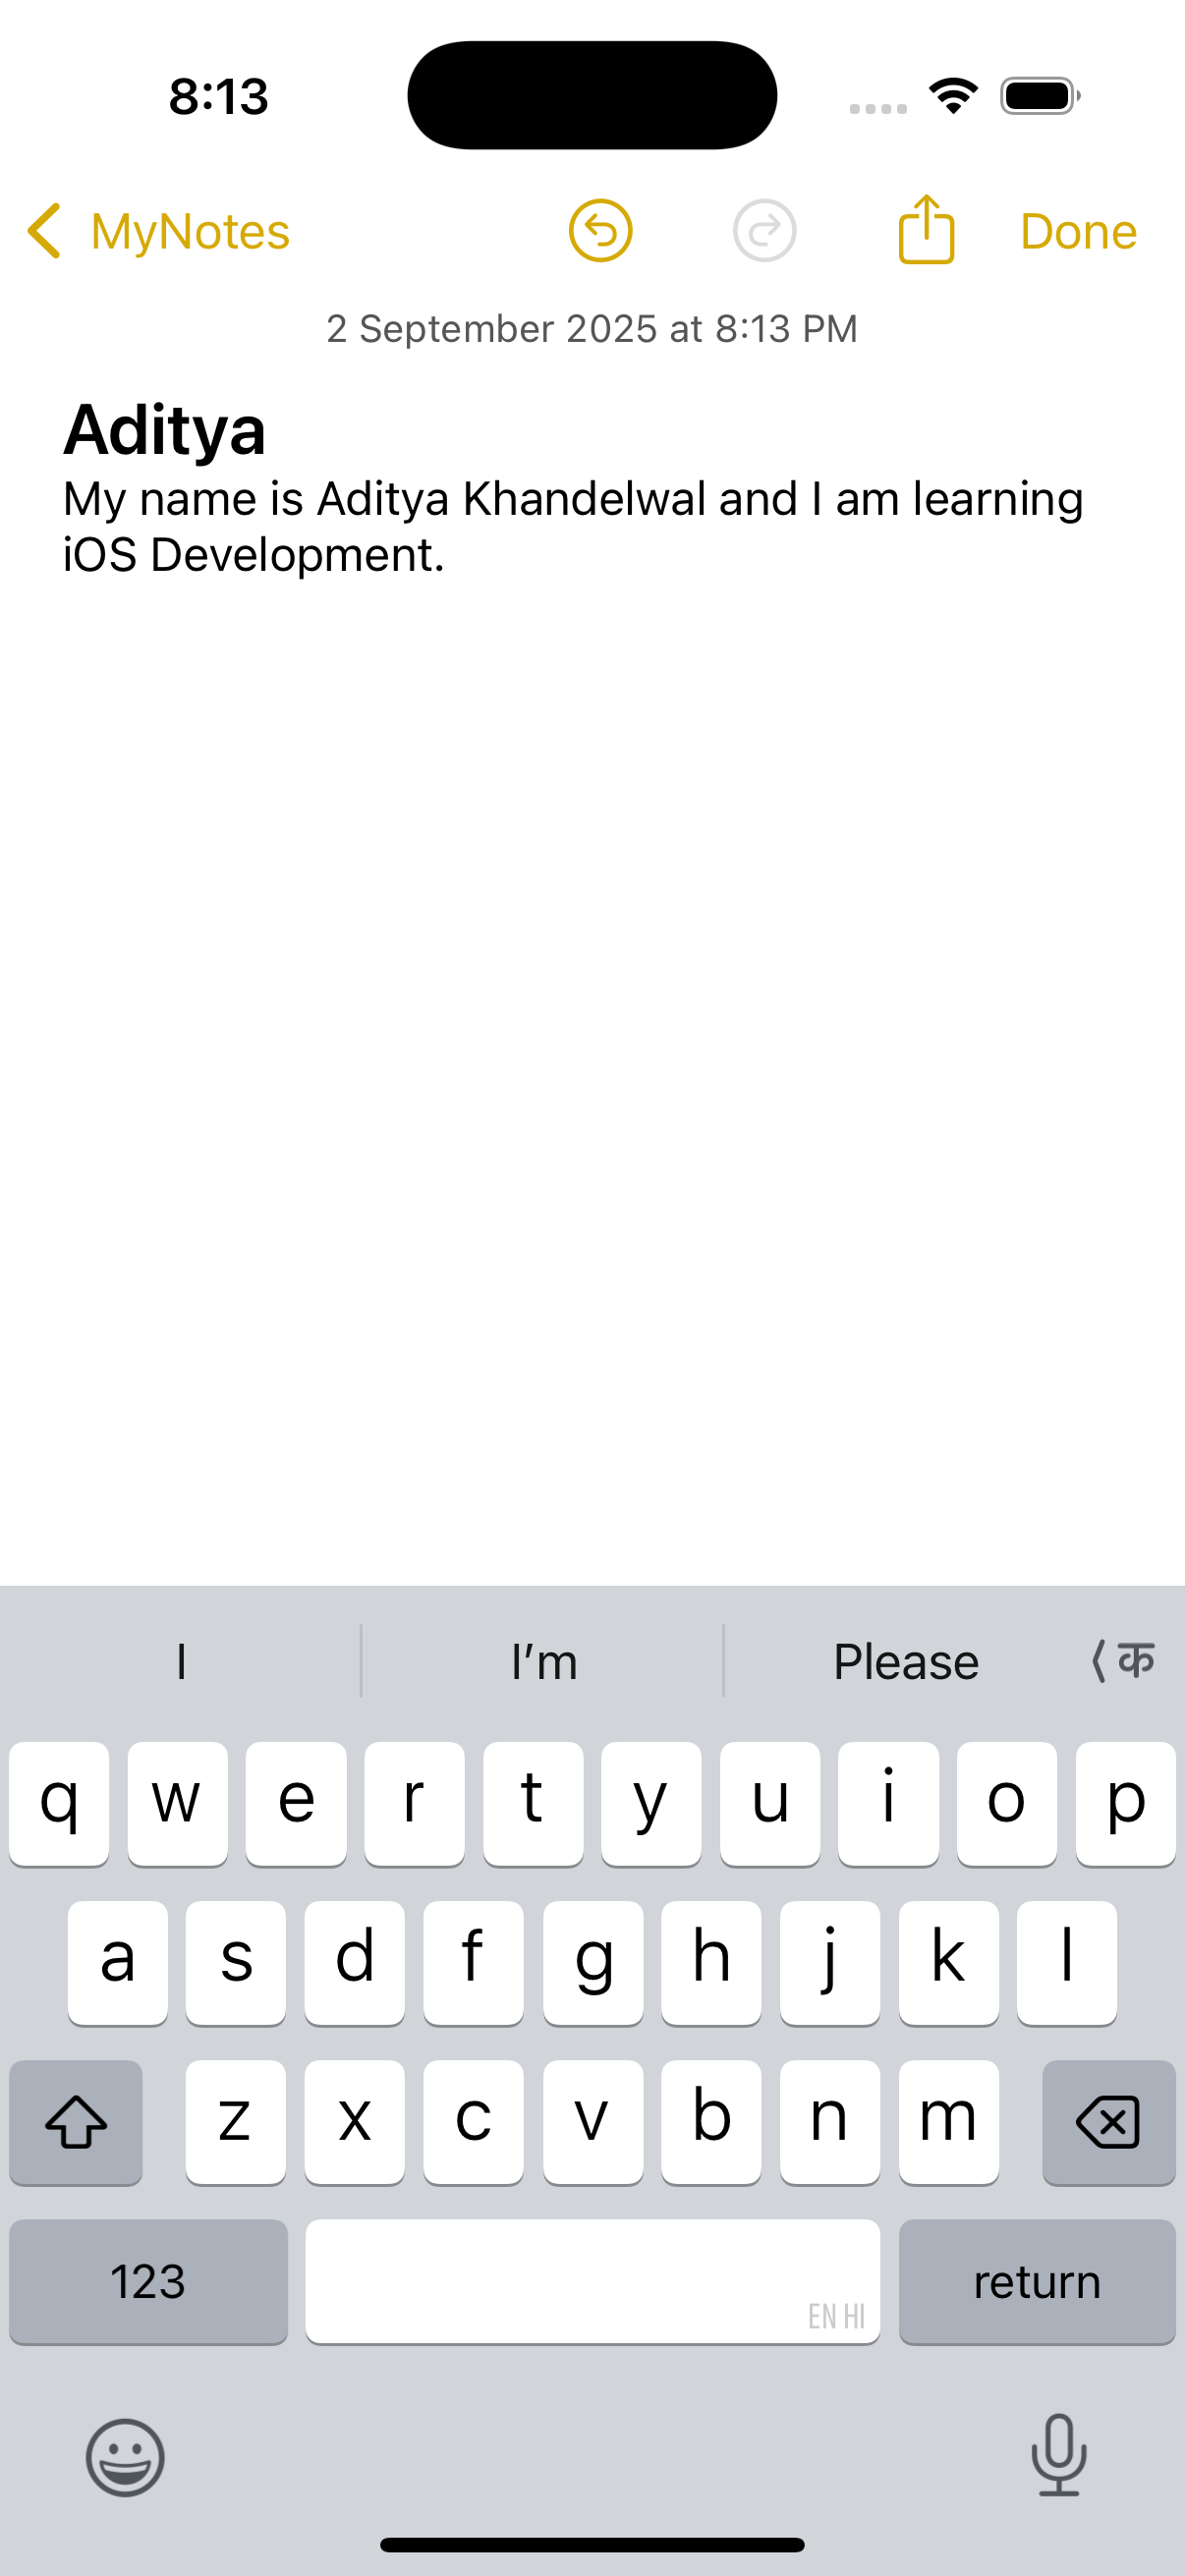 8:13
MyNotes
Done
2 September 2025 at 8:13 PM
Aditya
My name is Aditya Khandelwal and I am learning
iOS Development.
I
I’m
Please
क
q w e r t y u i o p
a s d f g h j k l
z x c v b n m
123
EN HI
return